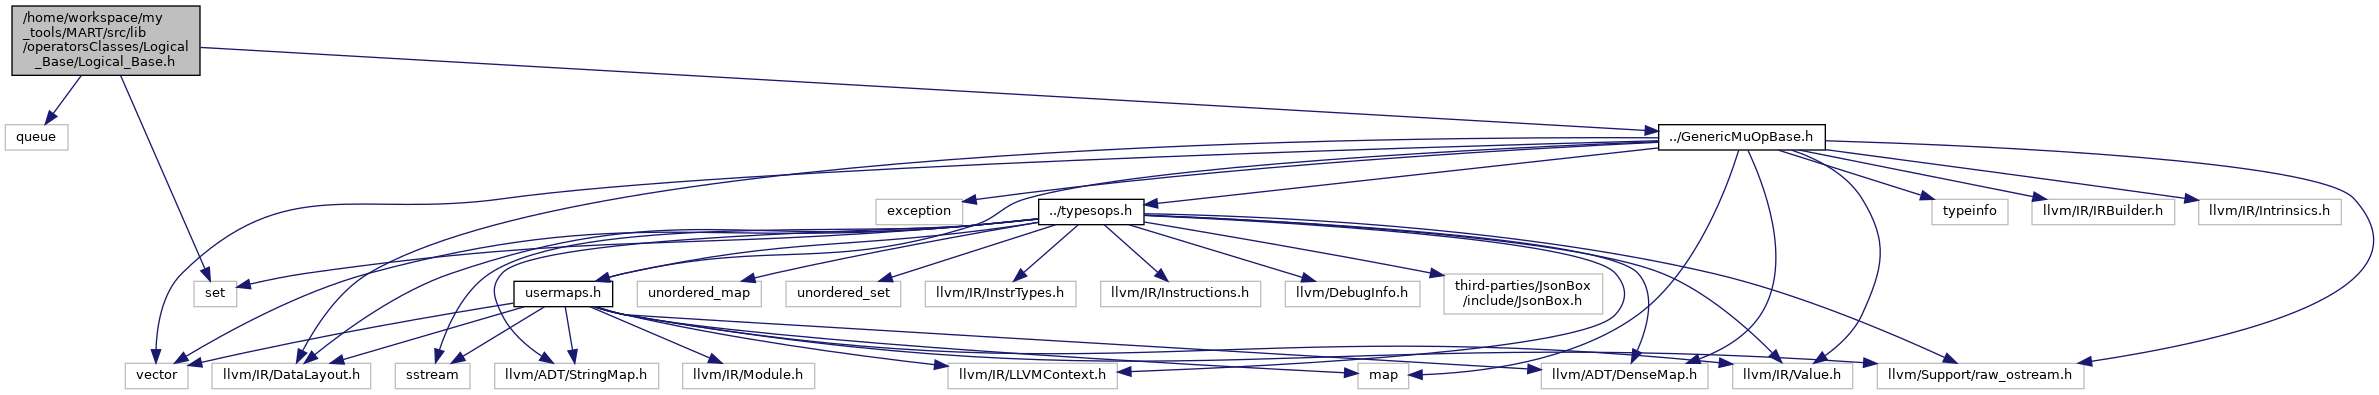 /home/workspace/my
_tools/MART/src/lib
/operatorsClasses/Logical
_Base/Logical_Base.h
queue
../GenericMuOpBase.h
exception
../typesops.h
typeinfo
llvm/IR/IRBuilder.h
llvm/IR/Intrinsics.h
set
usermaps.h
unordered_map
unordered_set
llvm/IR/InstrTypes.h
llvm/IR/Instructions.h
llvm/DebugInfo.h
third-parties/JsonBox
/include/JsonBox.h
vector
llvm/IR/DataLayout.h
sstream
llvm/ADT/StringMap.h
llvm/IR/Module.h
llvm/IR/LLVMContext.h
map
llvm/ADT/DenseMap.h
llvm/IR/Value.h
llvm/Support/raw_ostream.h